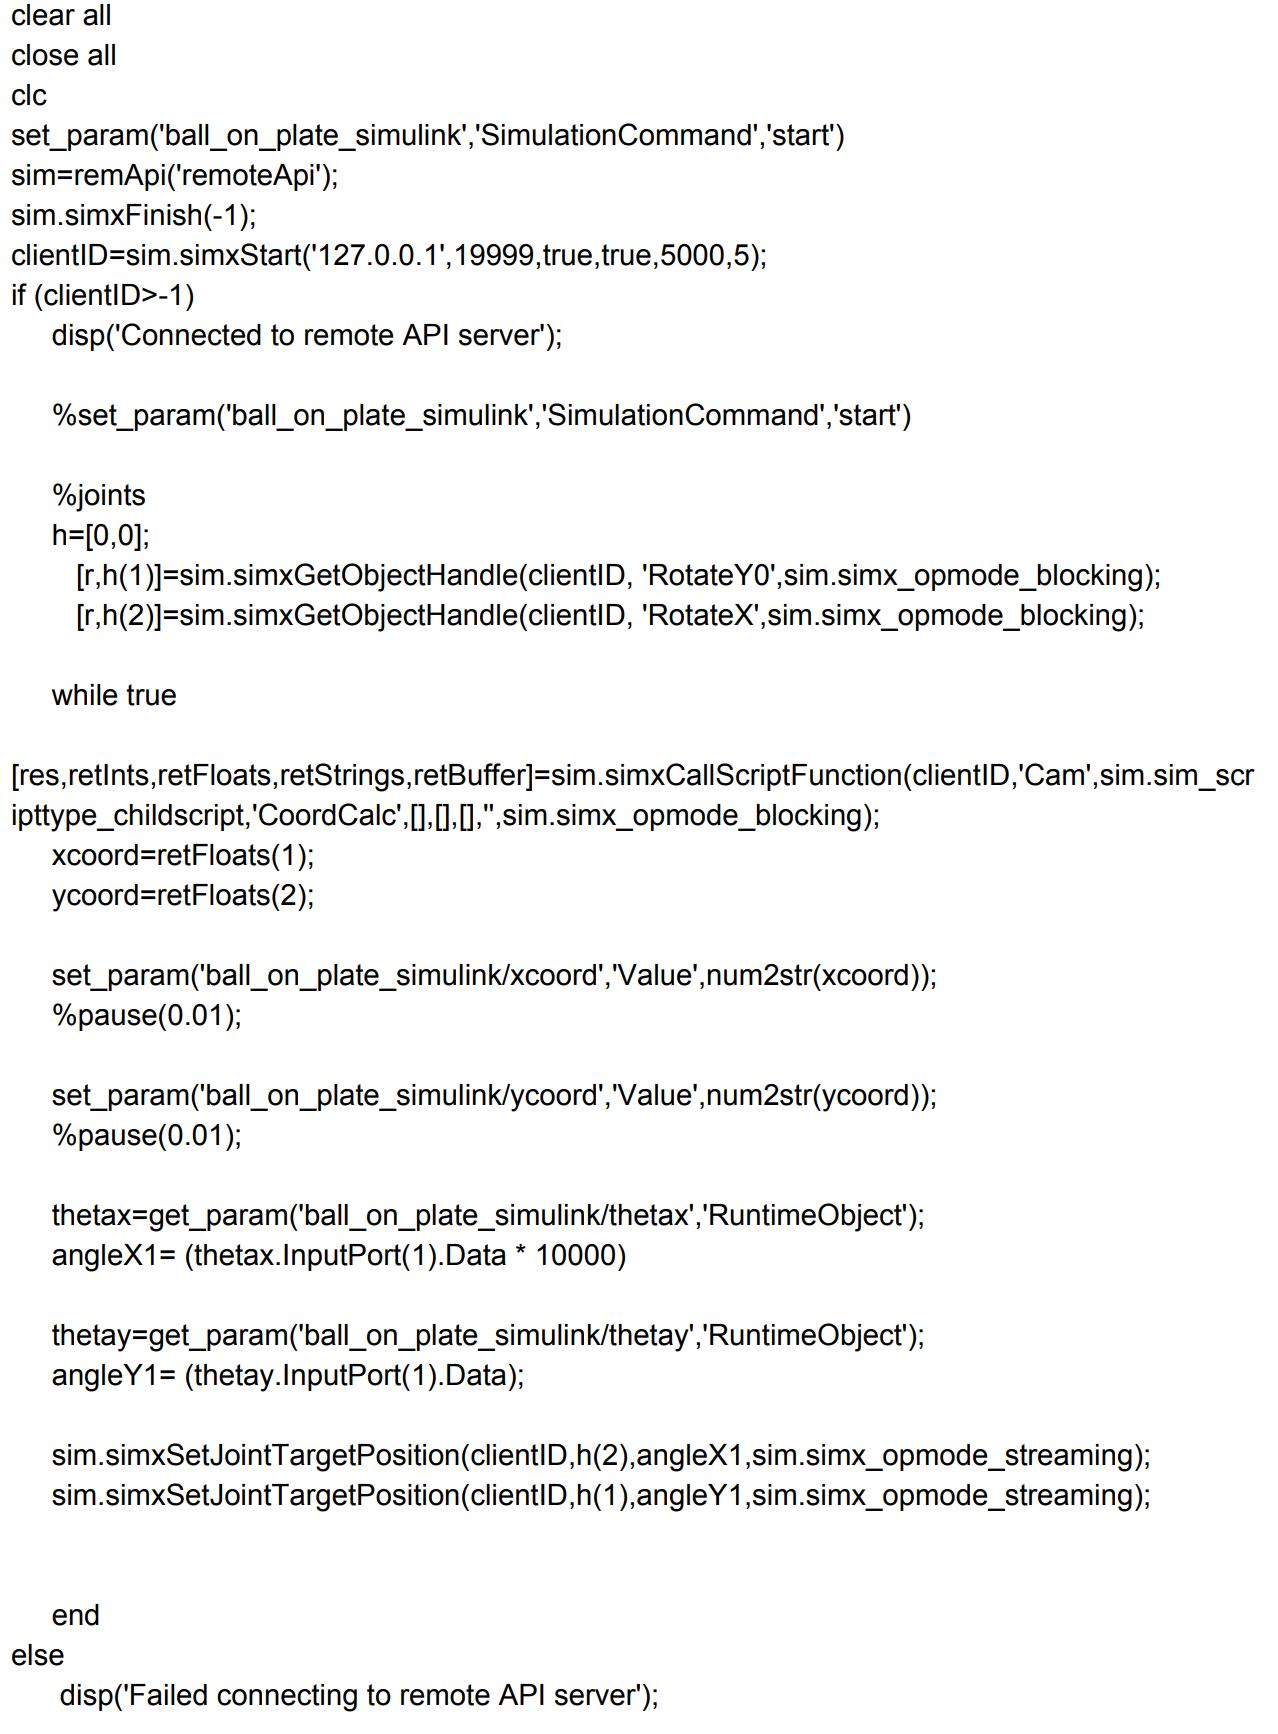 clear all
close all
clc
set_param('ball_on_plate_simulink','SimulationCommand','start')
sim=remApi('remoteApi');
sim.simxFinish(-1);
clientID=sim.simxStart('127.0.0.1',19999,true,true,5000,5);
if (clientID>-1)
disp('Connected to remote API server');
%set_param('ball_on_plate_simulink','SimulationCommand','start')
%joints
h=[0,0];
[r,h(1)]=sim.simxGetObjectHandle(clientID, 'RotateY0',sim.simx_opmode_blocking);
[r,h(2)]=sim.simxGetObjectHandle(clientID, 'RotateX',sim.simx_opmode_blocking);
while true
[res,retInts,retFloats,retStrings,retBuffer]=sim.simxCallScriptFunction(clientID,'Cam',sim.sim_scr
ipttype_childscript,'CoordCalc',[],[],[],'',sim.simx_opmode_blocking);
xcoord=retFloats(1);
ycoord=retFloats(2);
set_param('ball_on_plate_simulink/xcoord','Value',num2str(xcoord));
%pause(0.01);
set_param('ball_on_plate_simulink/ycoord','Value',num2str(ycoord));
%pause(0.01);
thetax=get_param('ball_on_plate_simulink/thetax','RuntimeObject');
angleX1= (thetax.InputPort(1).Data * 10000)
thetay=get_param('ball_on_plate_simulink/thetay','RuntimeObject');
angleY1= (thetay.InputPort(1).Data);
sim.simxSetJointTargetPosition(clientID,h(2),angleX1,sim.simx_opmode_streaming);
sim.simxSetJointTargetPosition(clientID,h(1),angleY1,sim.simx_opmode_streaming);
end
else
disp('Failed connecting to remote API server');